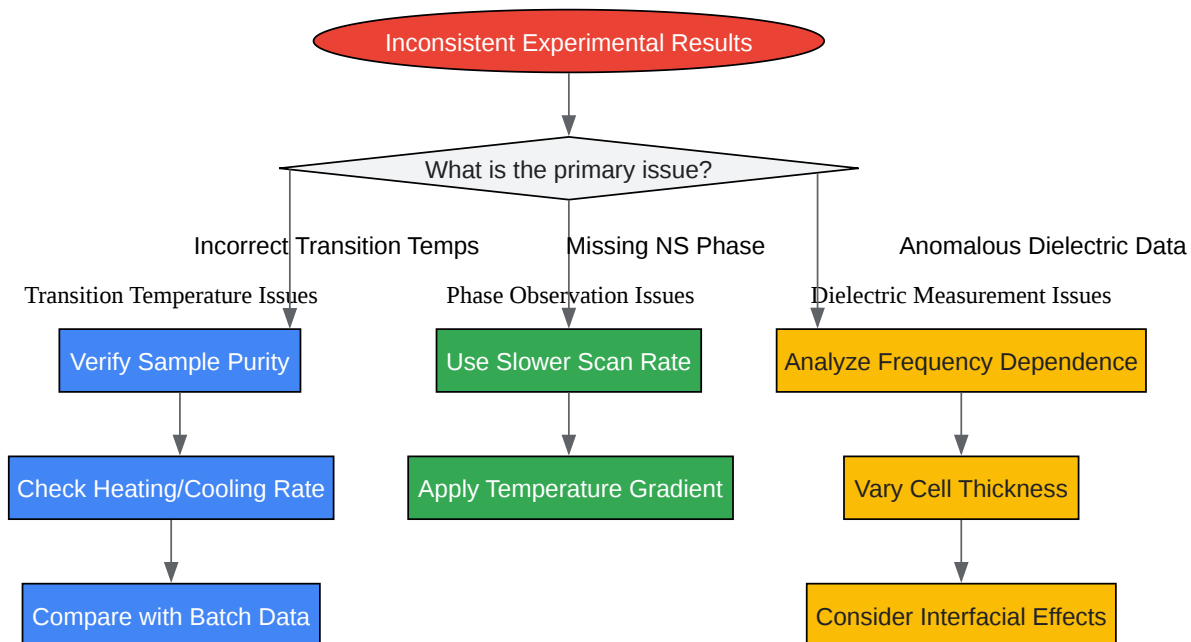 Inconsistent Experimental Results
What is the primary issue?
Incorrect Transition Temps
Missing NS Phase
Anomalous Dielectric Data
Transition Temperature Issues
Phase Observation Issues
Dielectric Measurement Issues
Verify Sample Purity
Use Slower Scan Rate
Analyze Frequency Dependence
Check Heating/Cooling Rate
Apply Temperature Gradient
Vary Cell Thickness
Compare with Batch Data
Consider Interfacial Effects